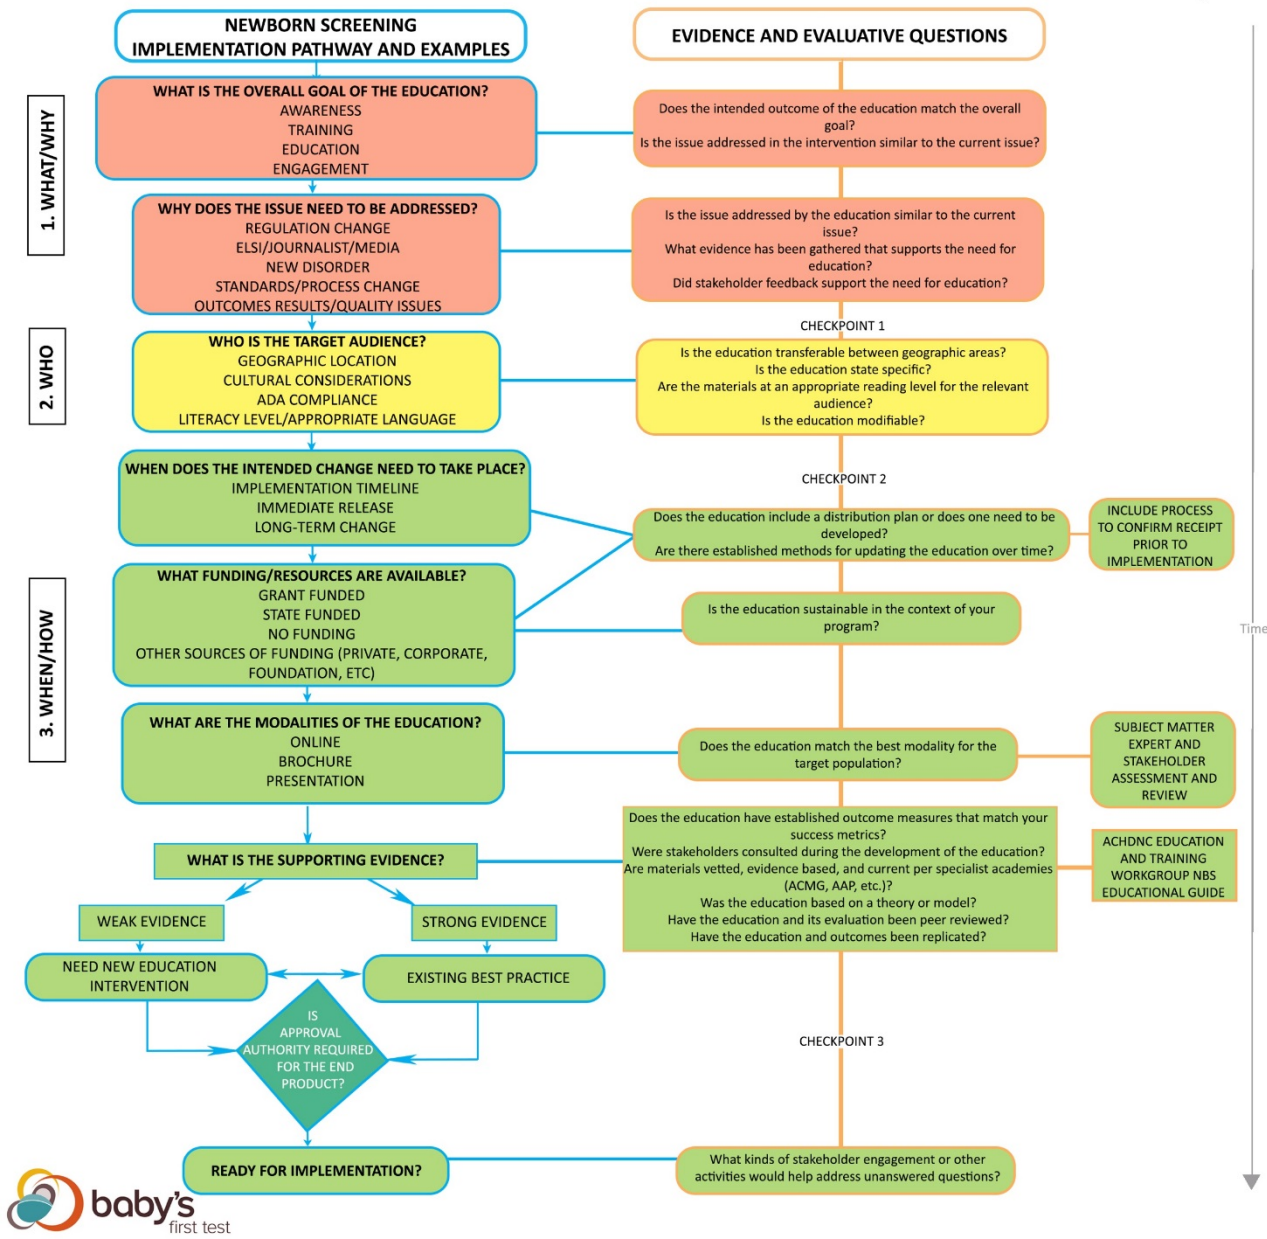 NEWBORN SCREENING
IMPLEMENTATION PATHWAY AND EXAMPLES
EVIDENCE AND EVALUATIVE QUESTIONS
1. WHAT/WHY
WHAT IS THE OVERALL GOAL OF THE EDUCATION?
AWARENESS
TRAINING
EDUCATION
ENGAGEMENT
Does the intended outcome of the education match the overall
goal?
Is the issue addressed in the intervention similar to the current issue?
WHY DOES THE ISSUE NEED TO BE ADDRESSED?
REGULATION CHANGE
ELSI/JOURNALIST/MEDIA
NEW DISORDER
STANDARDS/PROCESS CHANGE
OUTCOMES RESULTS/QUALITY ISSUES
Is the issue addressed by the education similar to the current
issue?
What evidence has been gathered that supports the need for
education?
Did stakeholder feedback support the need for education?
CHECKPOINT 1
2. WHO
WHO IS THE TARGET AUDIENCE?
GEOGRAPHIC LOCATION
CULTURAL CONSIDERATIONS
ADA COMPLIANCE
LITERACY LEVEL/APPROPRIATE LANGUAGE
Is the education transferable between geographic areas?
Is the education state specific?
Are the materials at an appropriate reading level for the relevant
audience?
Is the education modifiable?
CHECKPOINT 2
3. WHEN/HOW
WHEN DOES THE INTENDED CHANGE NEED TO TAKE PLACE?
IMPLEMENTATION TIMELINE
IMMEDIATE RELEASE
LONG-TERM CHANGE
Does the education include a distribution plan or does one need to be
developed?
Are there established methods for updating the education over time?
INCLUDE PROCESS
TO CONFIRM RECEIPT
PRIOR TO
IMPLEMENTATION
WHAT FUNDING/RESOURCES ARE AVAILABLE?
GRANT FUNDED
STATE FUNDED
NO FUNDING
OTHER SOURCES OF FUNDING (PRIVATE, CORPORATE,
FOUNDATION, ETC)
Is the education sustainable in the context of your
program?
Time
WHAT ARE THE MODALITIES OF THE EDUCATION?
ONLINE
BROCHURE
PRESENTATION
Does the education match the best modality for the
target population?
SUBJECT MATTER
EXPERT AND
STAKEHOLDER
ASSESSMENT AND
REVIEW
WHAT IS THE SUPPORTING EVIDENCE?
Does the education have established outcome measures that match your
success metrics?
Were stakeholders consulted during the development of the education?
Are materials vetted, evidence based, and current per specialist academies
(ACMG, AAP, etc.)?
Was the education based on a theory or model?
Have the education and its evaluation been peer reviewed?
Have the education and outcomes been replicated?
ACHDNC EDUCATION
AND TRAINING
WORKGROUP NBS
EDUCATIONAL GUIDE
WEAK EVIDENCE
STRONG EVIDENCE
NEED NEW EDUCATION
INTERVENTION
EXISTING BEST PRACTICE
IS
APPROVAL
AUTHORITY REQUIRED
FOR THE END
PRODUCT?
CHECKPOINT 3
READY FOR IMPLEMENTATION?
What kinds of stakeholder engagement or other
activities would help address unanswered questions?
baby's
first test